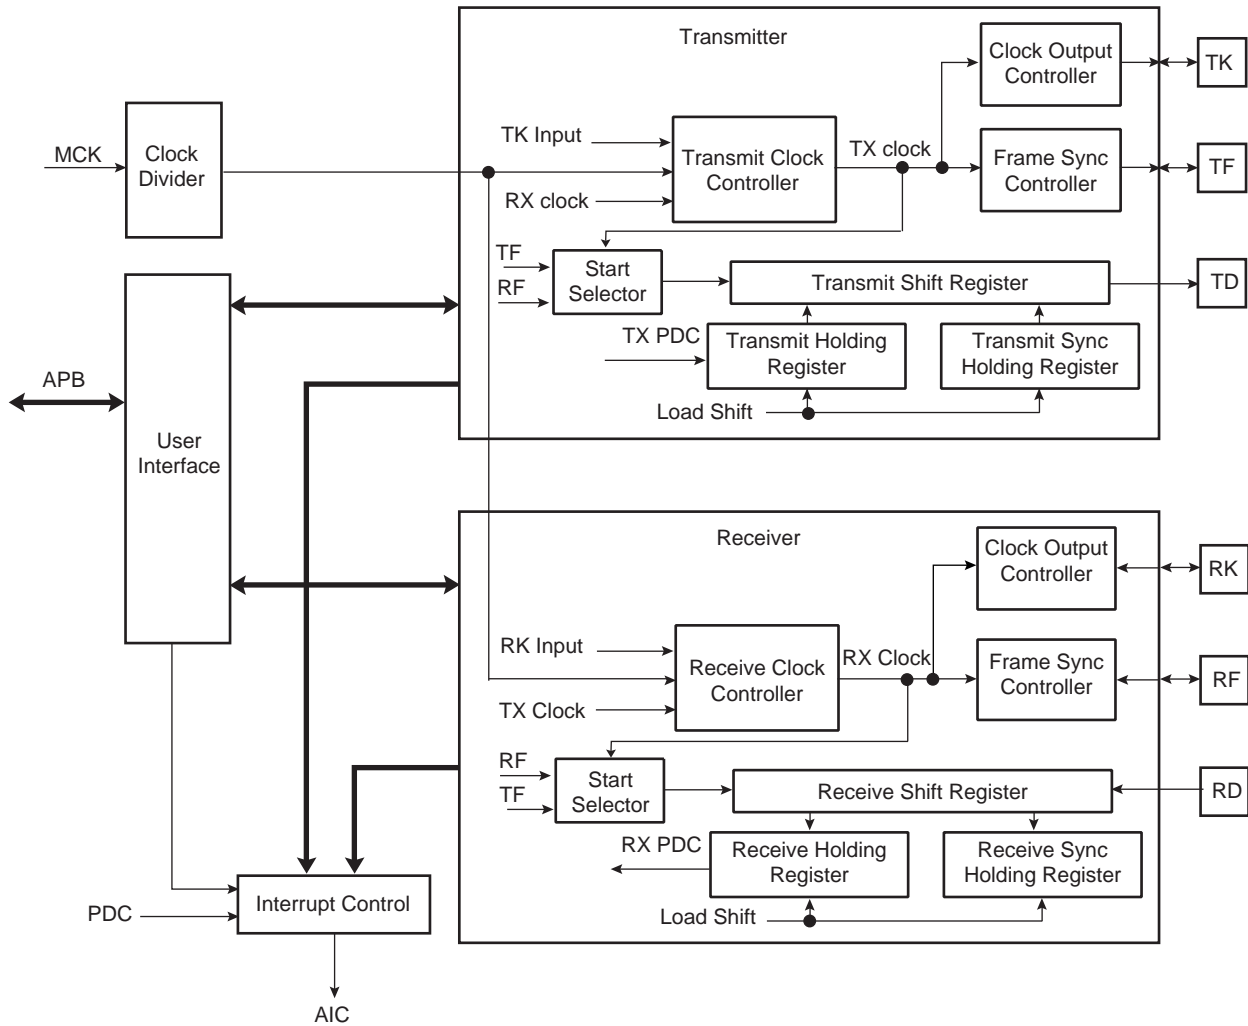 Transmitter
Clock Output
Controller
TK
MCK
Clock
Divider
TK Input
Transmit Clock
Controller
TX clock
Frame Sync
Controller
TF
RX clock
TF
RF
Start
Selector
Transmit Shift Register
TD
TX PDC
Transmit Holding
Register
Transmit Sync
Holding Register
Load Shift
APB
User
Interface
Receiver
Clock Output
Controller
RK
RK Input
Receive Clock
Controller
RX Clock
Frame Sync
Controller
RF
TX Clock
RF
TF
Start
Selector
Receive Shift Register
RD
RX PDC
Receive Holding
Register
Receive Sync
Holding Register
Load Shift
PDC
Interrupt Control
AIC